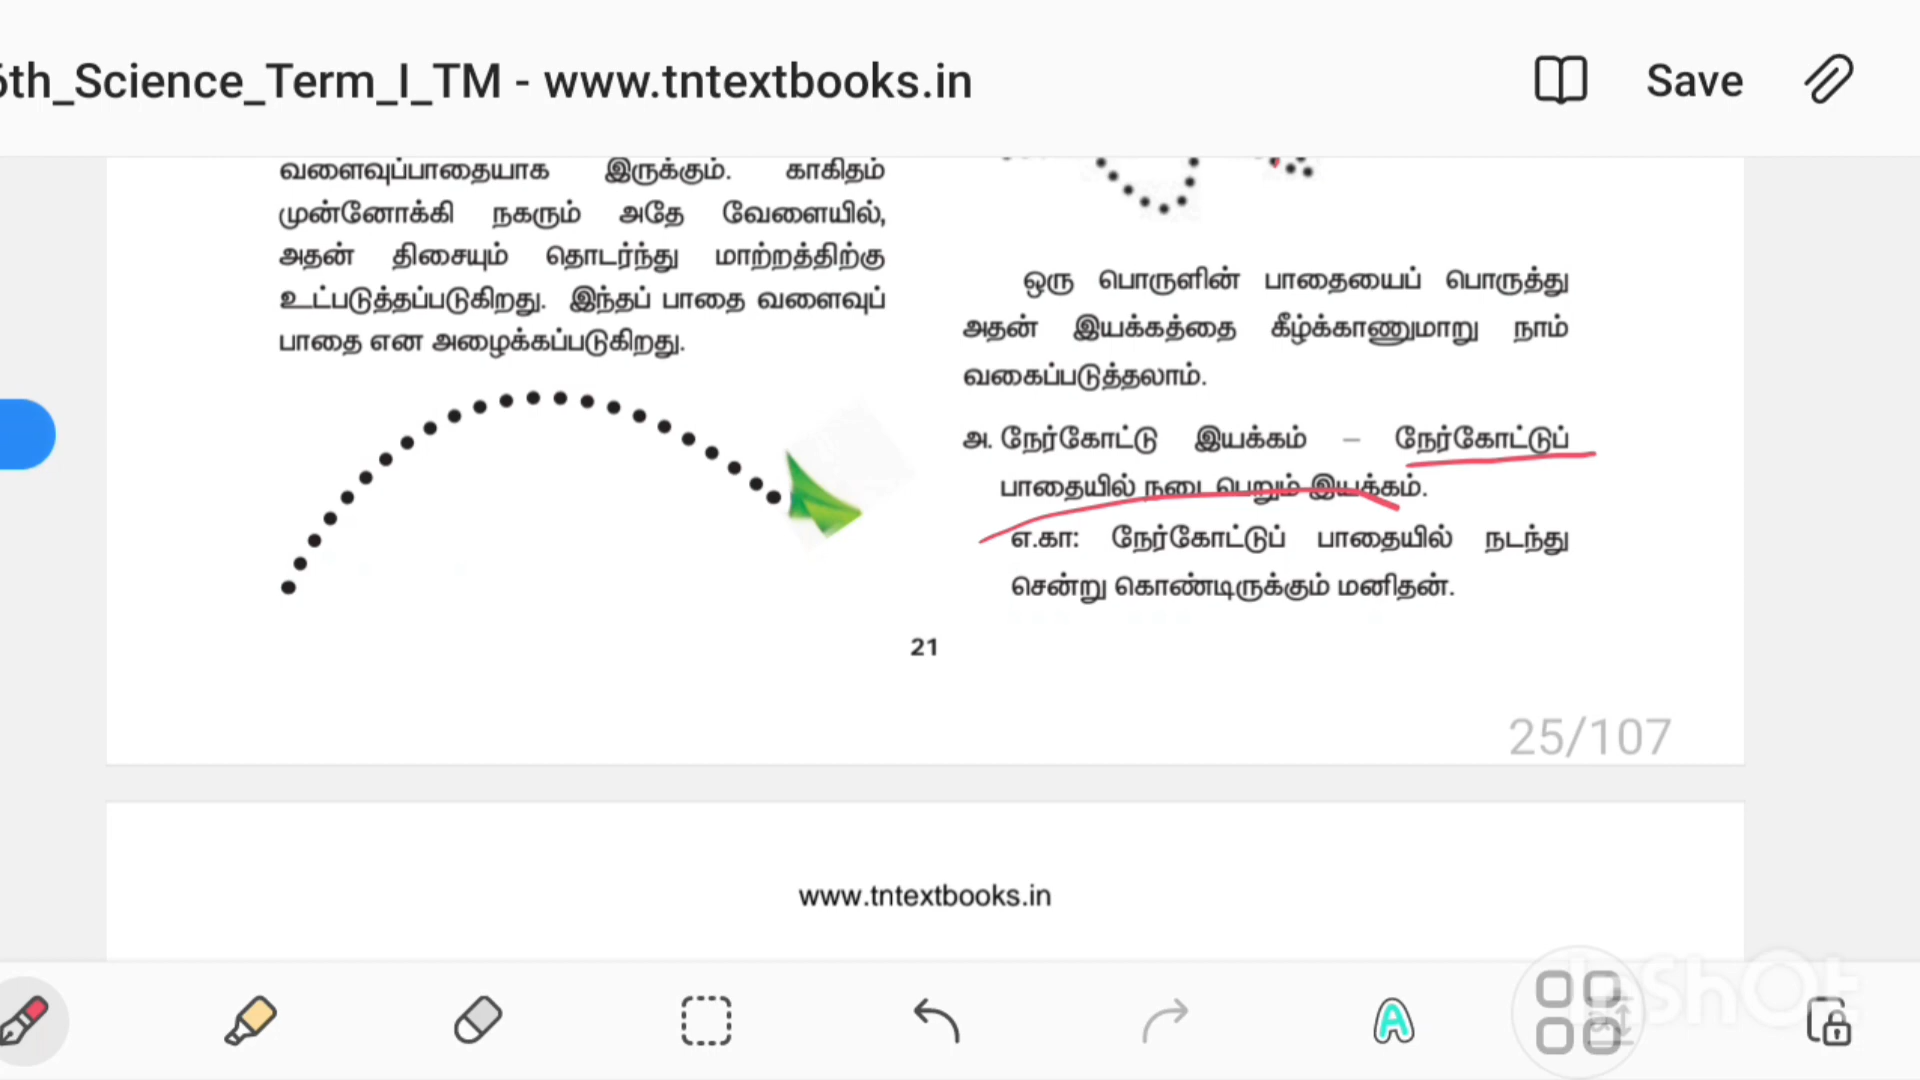 6th_Science_Term_I_TM - www.tntextbooks.in
Save
வளைவுப்பாதையாக இருக்கும். காகிதம்
முன்னோக்கி நகரும் அதே வேளையில்,
அதன் திசையும் தொடர்ந்து மாற்றத்திற்கு
உட்படுத்தப்படுகிறது. இந்தப் பாதை வளைவுப்
பாதை என அழைக்கப்படுகிறது.
ஒரு பொருளின் பாதையைப் பொருத்து
அதன் இயக்கத்தை கீழ்க்காணுமாறு நாம்
வகைப்படுத்தலாம்.
அ. நேர்கோட்டு இயக்கம் – நேர்கோட்டுப்
பாதையில் நடை பெறும் இயக்கம்.
எ.கா: நேர்கோட்டுப் பாதையில் நடந்து
சென்று கொண்டிருக்கும் மனிதன்.
21
25/107
www.tntextbooks.in
InShOt